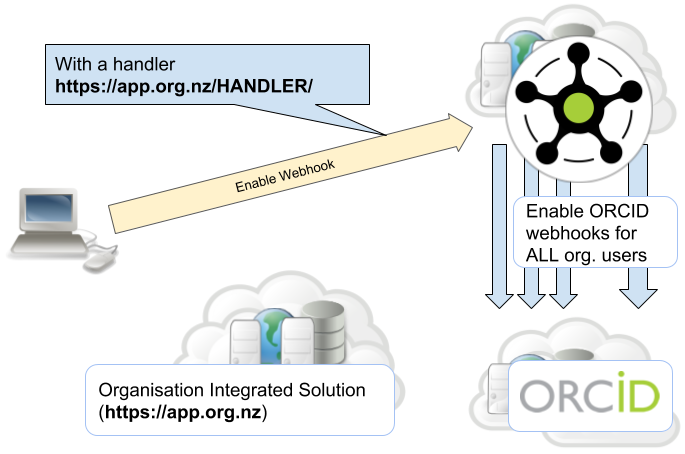 With a handler
https://app.org.nz/HANDLER/
Enable Webhook
Enable ORCID
webhooks for
ALL org. users
Organisation Integrated Solution
(https://app.org.nz)
ORCiD